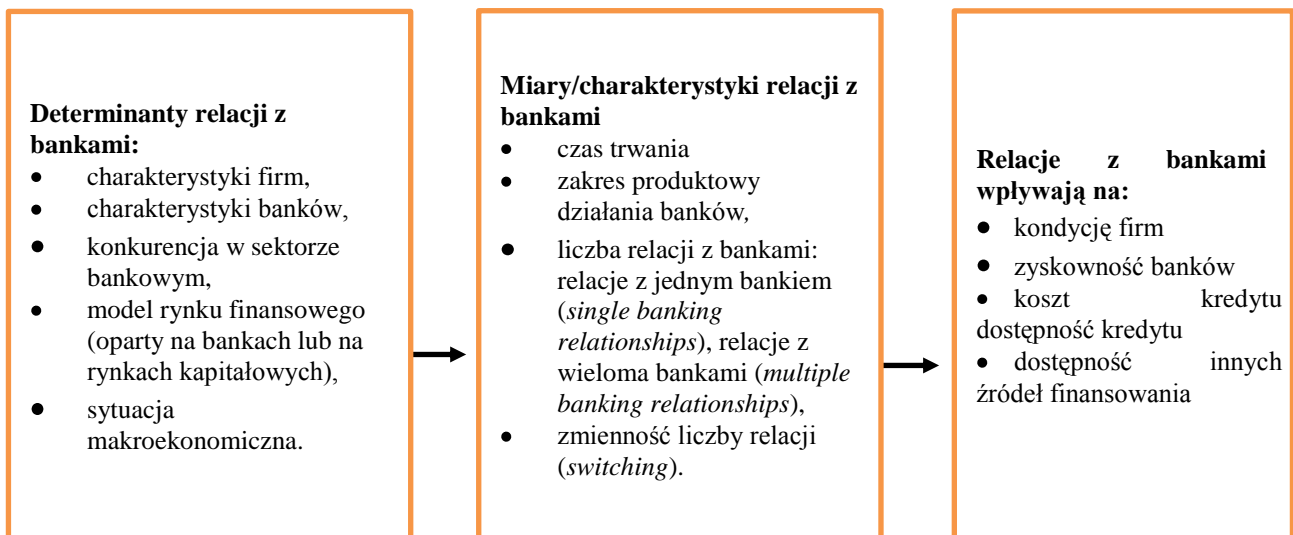 Determinanty relacji z
bankami:
• charakterystyki firm,
• charakterystyki banków,
• konkurencja w sektorze
bankowym,
• model rynku finansowego
(oparty na bankach lub na
rynkach kapitałowych),
• sytuacja
makroekonomiczna.
Miary/charakterystyki relacji z
bankami
• czas trwania
• zakres produktowy
działania banków,
• liczba relacji z bankami:
relacje z jednym bankiem
(single banking
relationships), relacje z
wieloma bankami (multiple
banking relationships),
• zmienność liczby relacji
(switching).
Relacje z bankami
wpływają na:
• kondycję firm
• zyskowność banków
• koszt kredytu
dostępność kredytu
• dostępność innych
źródeł finansowania